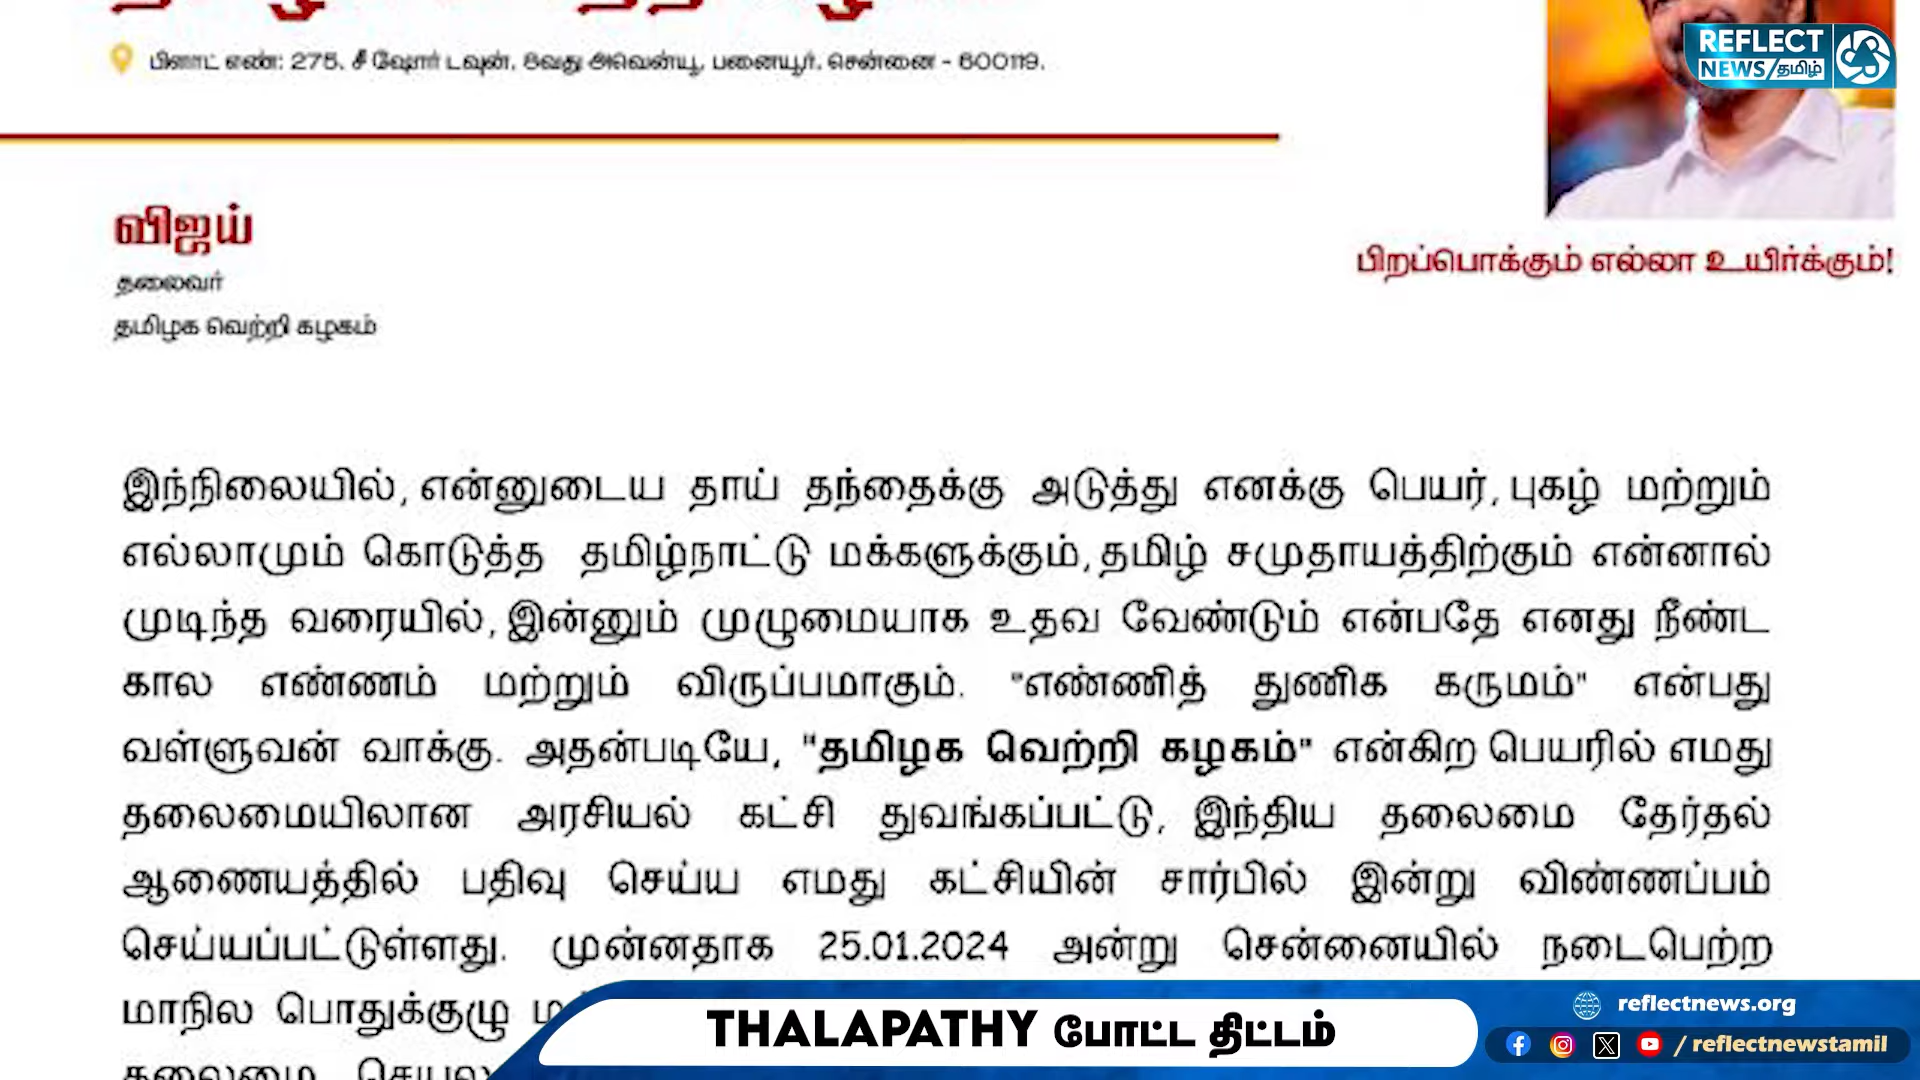 பிளாட் எண்: 275, சீ ஷோர் டவுன், 8வது அவென்யூ, பனையூர், சென்னை - 600119.
REFLECT
NEWS/தமிழ்
விஜய்
தலைவர்
தமிழக வெற்றி கழகம்
பிறப்பொக்கும் எல்லா உயிர்க்கும்!
இந்நிலையில், என்னுடைய தாய் தந்தைக்கு அடுத்து எனக்கு பெயர், புகழ் மற்றும்
எல்லாமும் கொடுத்த தமிழ்நாட்டு மக்களுக்கும், தமிழ் சமுதாயத்திற்கும் என்னால்
முடிந்த வரையில், இன்னும் முழுமையாக உதவ வேண்டும் என்பதே எனது நீண்ட
கால எண்ணம் மற்றும் விருப்பமாகும். "எண்ணித் துணிக கருமம்" என்பது
வள்ளுவன் வாக்கு. அதன்படியே, "தமிழக வெற்றி கழகம்" என்கிற பெயரில் எமது
தலைமையிலான அரசியல் கட்சி துவங்கப்பட்டு, இந்திய தலைமை தேர்தல்
ஆணையத்தில் பதிவு செய்ய எமது கட்சியின் சார்பில் இன்று விண்ணப்பம்
செய்யப்பட்டுள்ளது. முன்னதாக 25.01.2024 அன்று சென்னையில் நடைபெற்ற
மாநில பொதுக்குழு
THALAPATHY போட்ட திட்டம்
reflectnews.org
/ reflectnewstamil